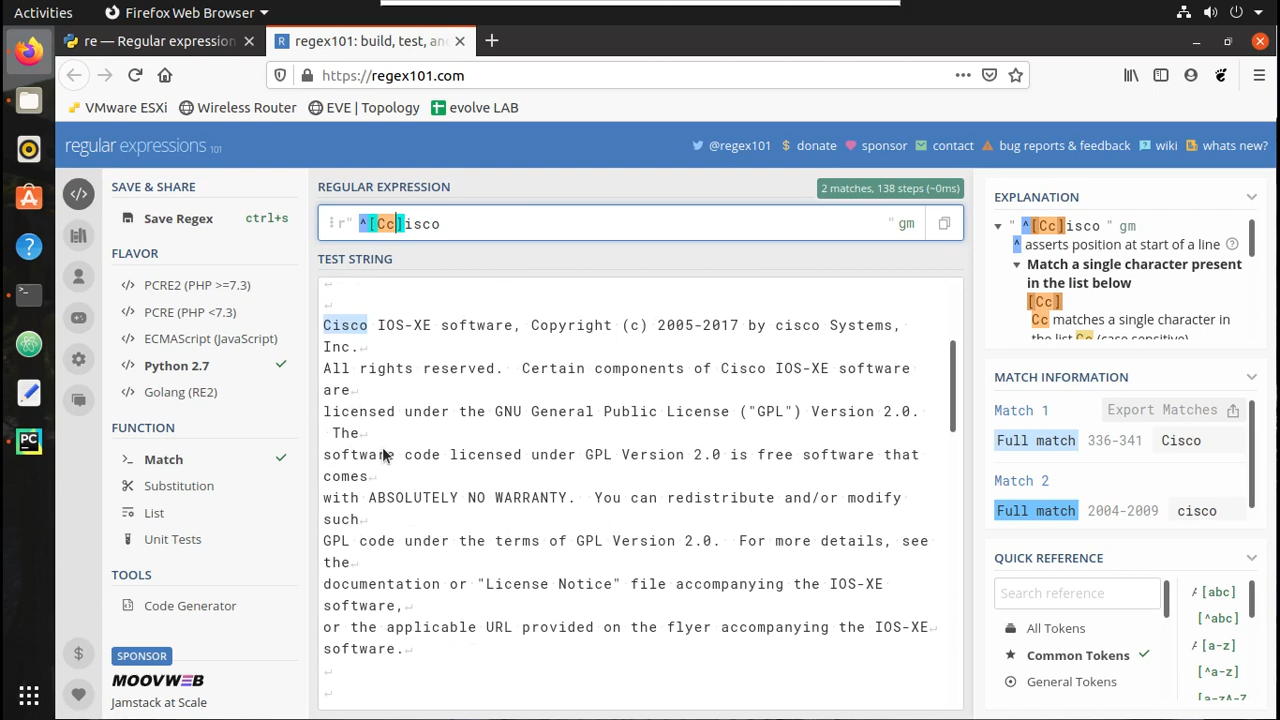 Activities Firefox Web Browser
re — Regular expression
regex101: build, test, an
https://regex101.com
VMware ESXi Wireless Router EVE | Topology evolve LAB
regular expressions 101
@regex101 donate sponsor contact bug reports & feedback wiki whats new?
SAVE & SHARE
Save Regex ctrl+s
FLAVOR
PCRE2 (PHP >=7.3)
PCRE (PHP <7.3)
ECMAScript (JavaScript)
Python 2.7
Golang (RE2)
FUNCTION
Match
Substitution
List
Unit Tests
TOOLS
Code Generator
SPONSOR
MOOVWEB
Jamstack at Scale
REGULAR EXPRESSION
2 matches, 138 steps (~0ms)
r" ^[Cc]isco " gm
TEST STRING
Cisco IOS-XE software, Copyright (c) 2005-2017 by cisco Systems,
Inc.
All rights reserved. Certain components of Cisco IOS-XE software
are
licensed under the GNU General Public License ("GPL") Version 2.0.
The
software code licensed under GPL Version 2.0 is free software that
comes
with ABSOLUTELY NO WARRANTY. You can redistribute and/or modify
such
GPL code under the terms of GPL Version 2.0. For more details, see
the
documentation or "License Notice" file accompanying the IOS-XE
software,
or the applicable URL provided on the flyer accompanying the IOS-XE
software.
EXPLANATION
" ^[Cc]isco " gm
^ asserts position at start of a line
Match a single character present
in the list below
[Cc]
Cc matches a single character in
the list Cc (case sensitive)
MATCH INFORMATION
Match 1 Export Matches
Full match 336-341 Cisco
Match 2
Full match 2004-2009 cisco
QUICK REFERENCE
Search reference
All Tokens
Common Tokens
General Tokens
[abc]
[^abc]
[a-z]
[^a-z]
[a-zA-Z